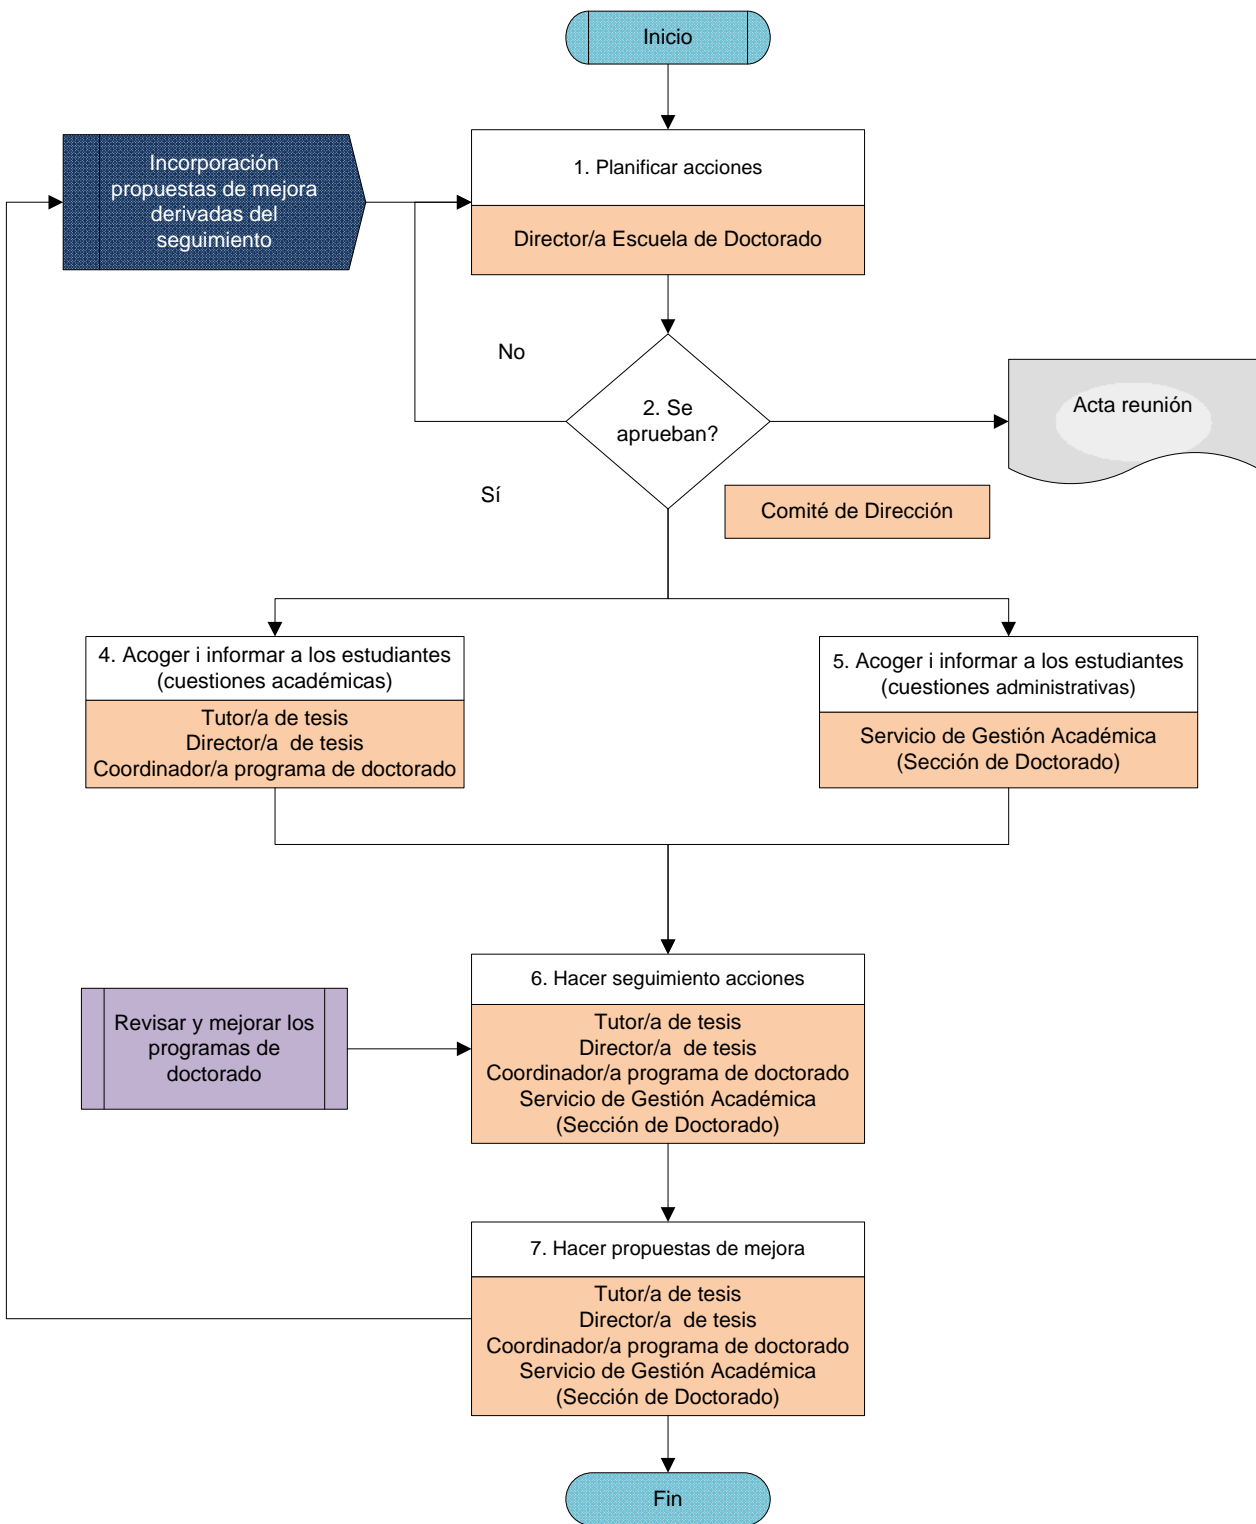 Inicio
Incorporación
propuestas de mejora
derivadas del
seguimiento
1. Planificar acciones
Director/a Escuela de Doctorado
No
2. Se
aprueban?
Acta reunión
Sí
Comité de Dirección
4. Acoger i informar a los estudiantes
(cuestiones académicas)
Tutor/a de tesis
Director/a  de tesis
Coordinador/a programa de doctorado
5. Acoger i informar a los estudiantes
(cuestiones administrativas)
Servicio de Gestión Académica
(Sección de Doctorado)
6. Hacer seguimiento acciones
Tutor/a de tesis
Director/a  de tesis
Coordinador/a programa de doctorado
Servicio de Gestión Académica
(Sección de Doctorado)
Revisar y mejorar los
programas de
doctorado
7. Hacer propuestas de mejora
Tutor/a de tesis
Director/a  de tesis
Coordinador/a programa de doctorado
Servicio de Gestión Académica
(Sección de Doctorado)
Fin